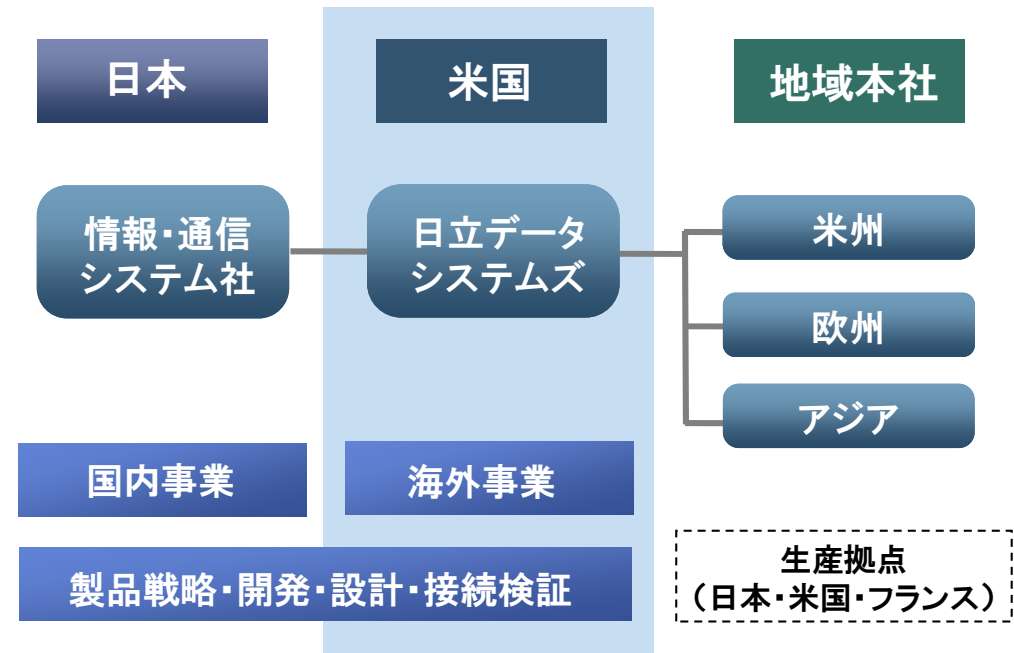 日本
米国
地域本社
情報・通信
システム社
日立データ
システムズ
米州
欧州
アジア
国内事業
海外事業
製品戦略・開発・設計・接続検証
生産拠点
（日本・米国・フランス）